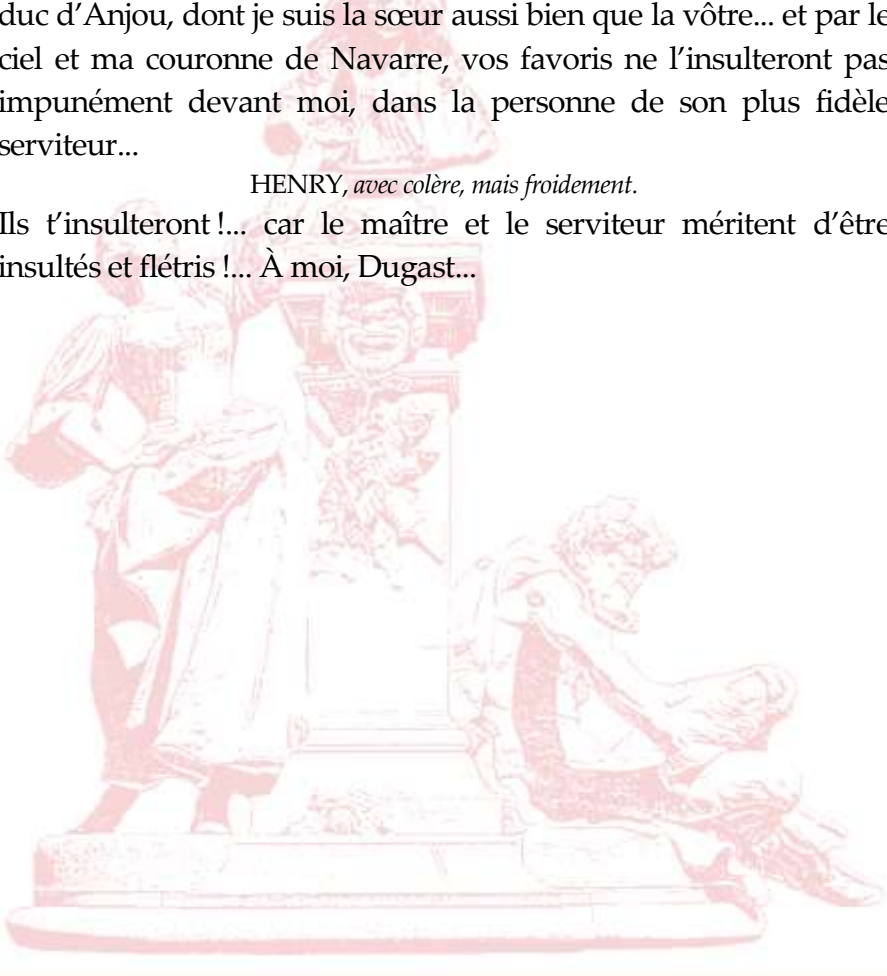 duc d’Anjou, dont je suis la sœur aussi bien que la vôtre... et par le
ciel et ma couronne de Navarre, vos favoris ne l’insulteront pas
impunément devant moi, dans la personne de son plus fidèle
serviteur...
HENRY, avec colère, mais froidement.
Ils t’insulteront !... car le maître et le serviteur méritent d’être
insultés et flétris !... À moi, Dugast...